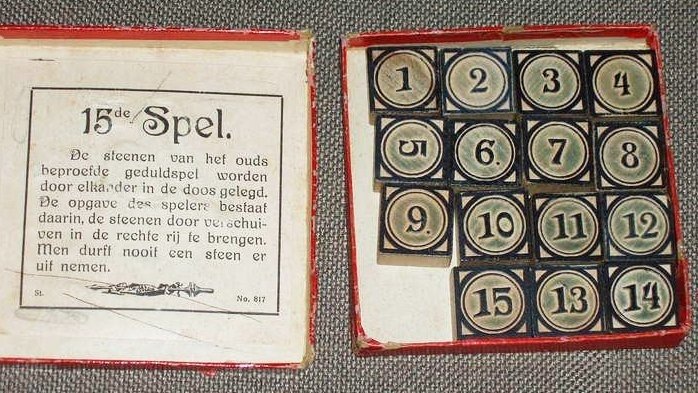 15de Spel.
De steenen van het ouds
beproefde geduldspel worden
door elkander in de doos gelegd.
De opgave des spelers bestaat
daarin, de steenen door verschui-
ven in de rechte rij te brengen.
Men durft nooit een steen er
uit nemen.
St. No. 817
1 2 3 4
5 6. 7 8
9. 10 11 12
15 13 14